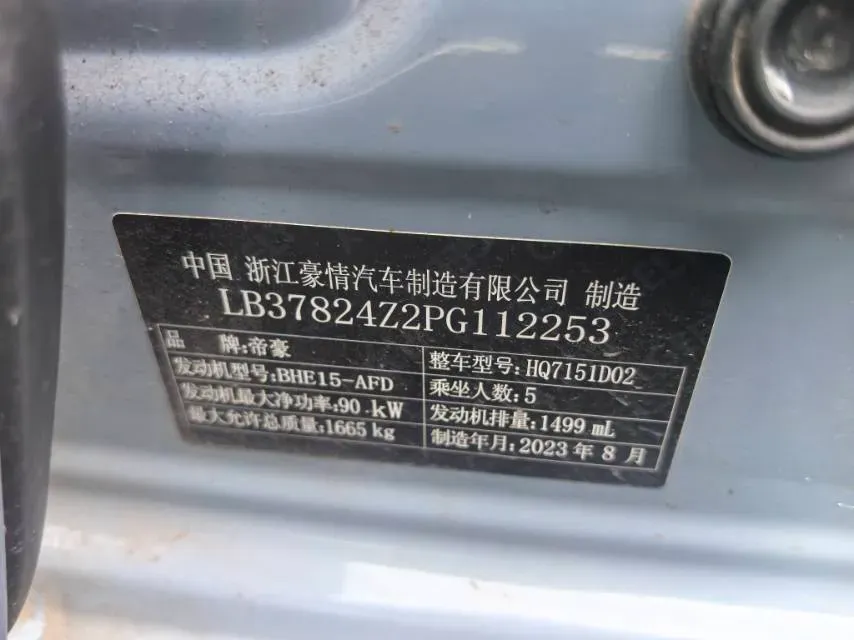 中国 浙江豪情汽车制造有限公司 制造
LB37824Z2PG112253
品 牌:帝豪 整车型号:HQ7151D02
发动机型号:BHE15-AFD 乘坐人数:5
发动机最大净功率:90 kW 发动机排量:1499 mL
最大允许总质量:1665 kg 制造年月:2023 年 8 月